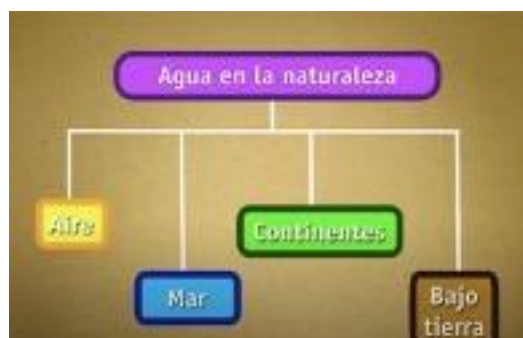 Agua en la naturaleza
Aire
Continentes
Mar
Bajo
tierra